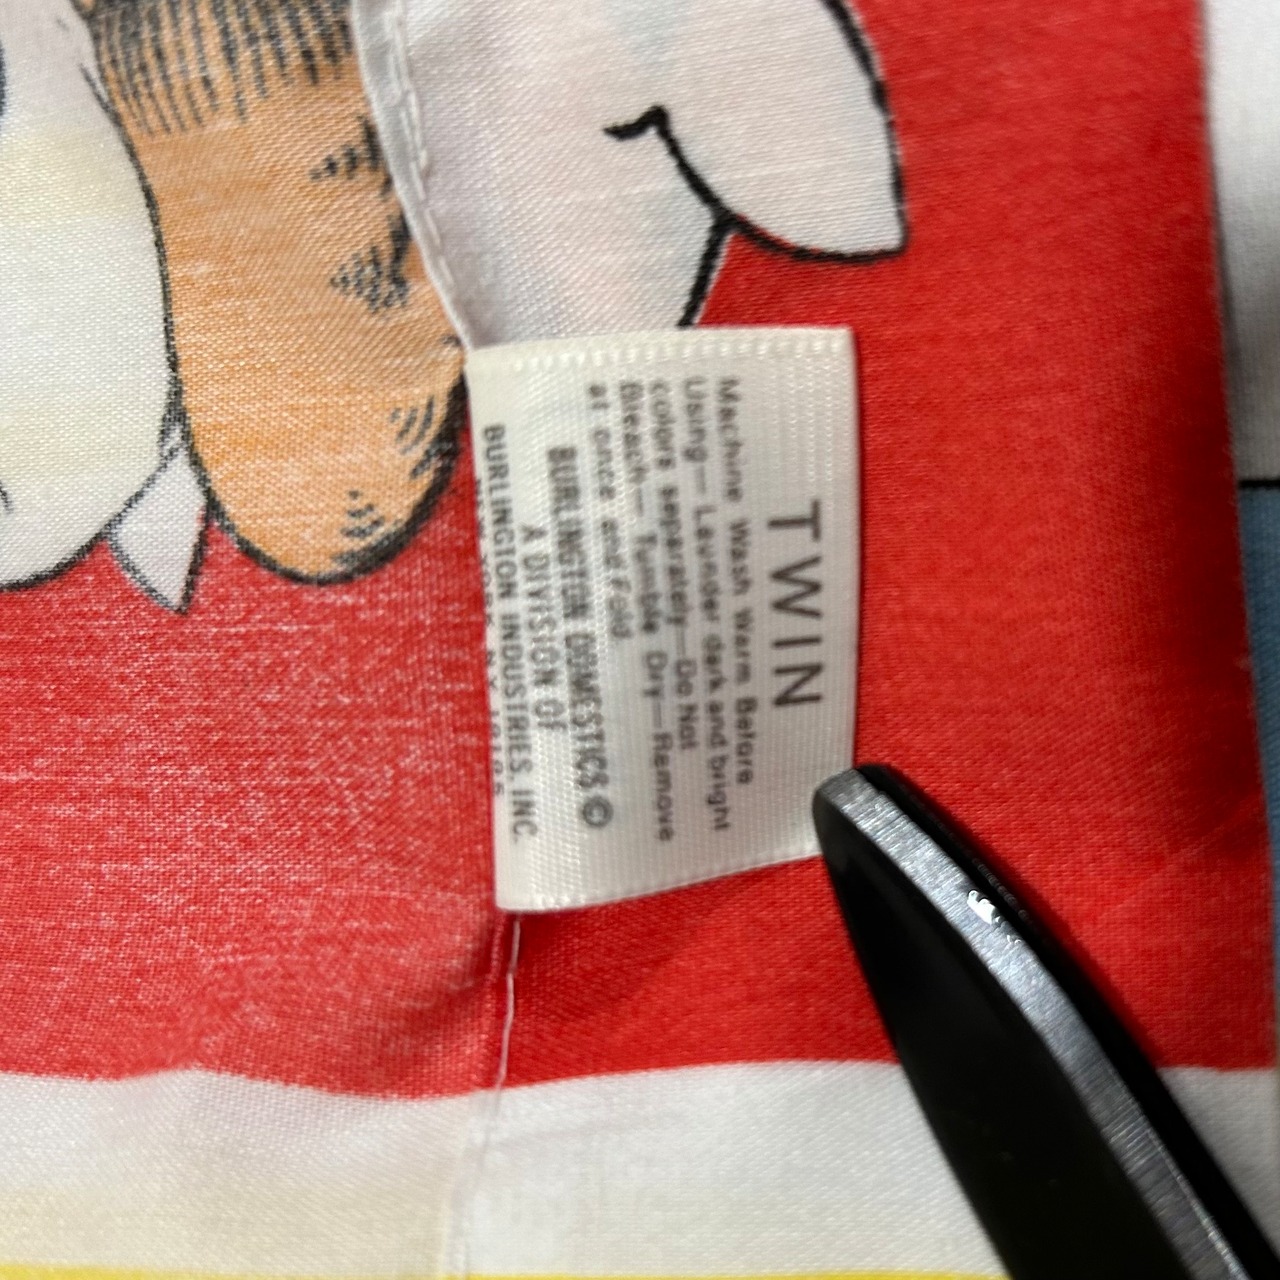 TWIN
Machine Wash Warm Before
Using—Launder dark and bright
colors separately—Do Not
Bleach—Tumble Dry—Remove
at once and fold.
BURLINGTON DOMESTICS ©
A DIVISION OF
BURLINGTON INDUSTRIES, INC.